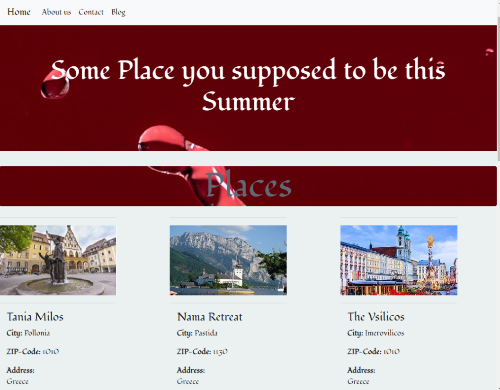 Home About us Contact Blog
Some Place you supposed to be this
Summer
Places
Tania Milos
City: Pollonia
ZIP-Code: 1010
Address:
Greece
Nama Retreat
City: Pastida
ZIP-Code: 1130
Address:
Greece
The Vsilicos
City: Imerovilicos
ZIP-Code: 1010
Address:
Greece